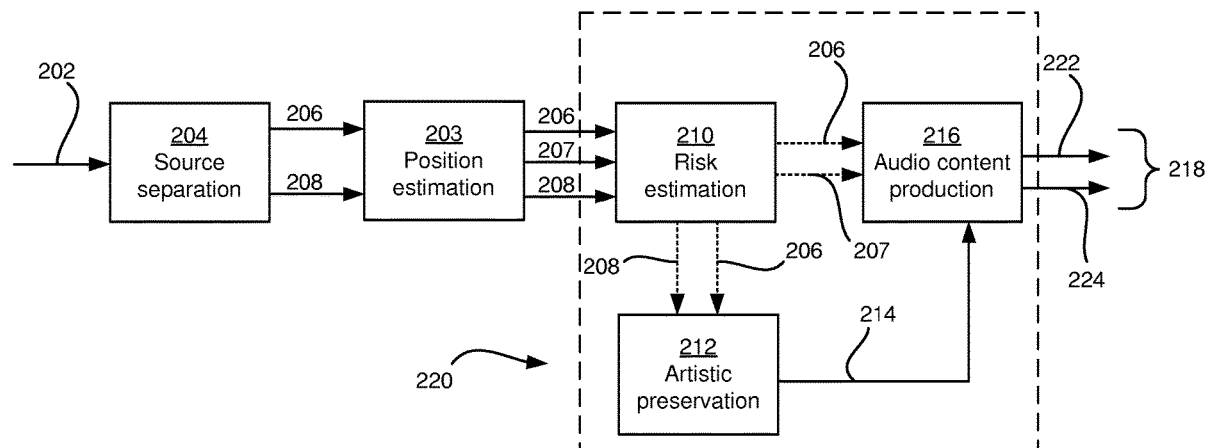 202
206
222
206
206
204
Source
separation
203
Position
estimation
207
210
Risk
estimation
216
Audio content
production
218
208
208
208
206
207
224
214
212
Artistic
preservation
220